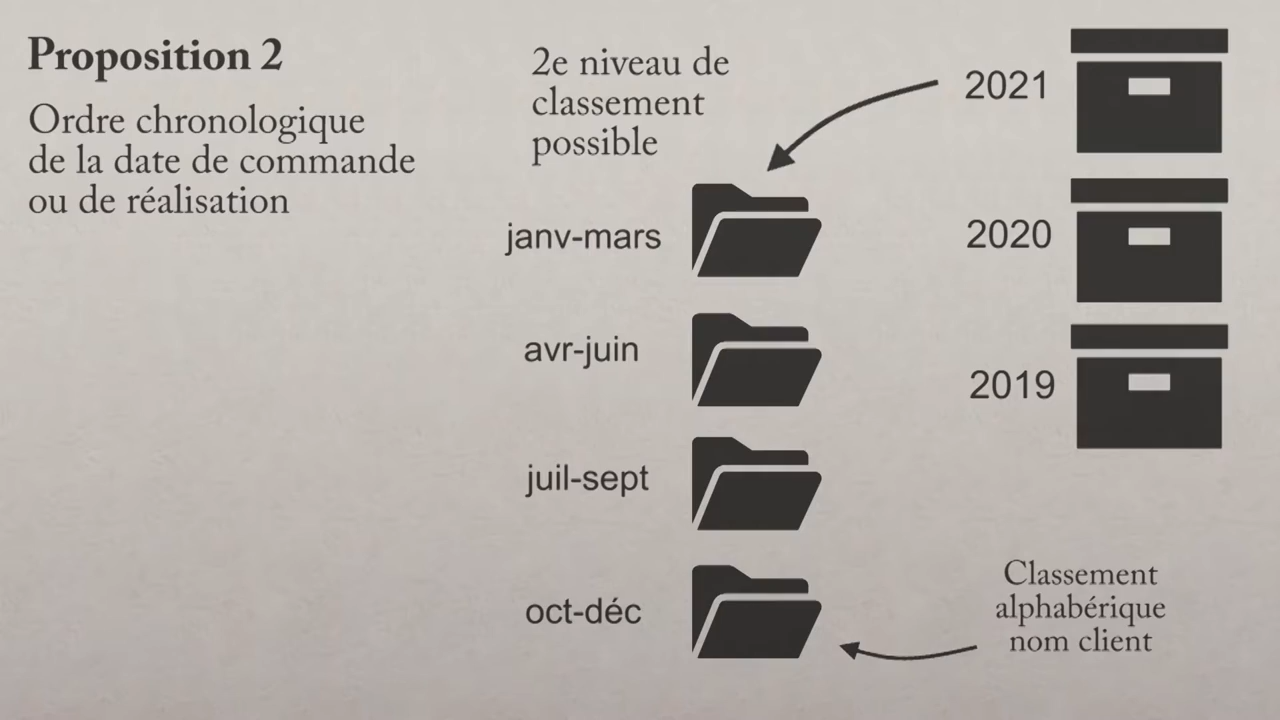 Proposition 2
Ordre chronologique
de la date de commande
ou de réalisation
2e niveau de
classement
possible
janv-mars
avr-juin
juil-sept
oct-déc
2021
2020
2019
Classement
alphabérique
nom client